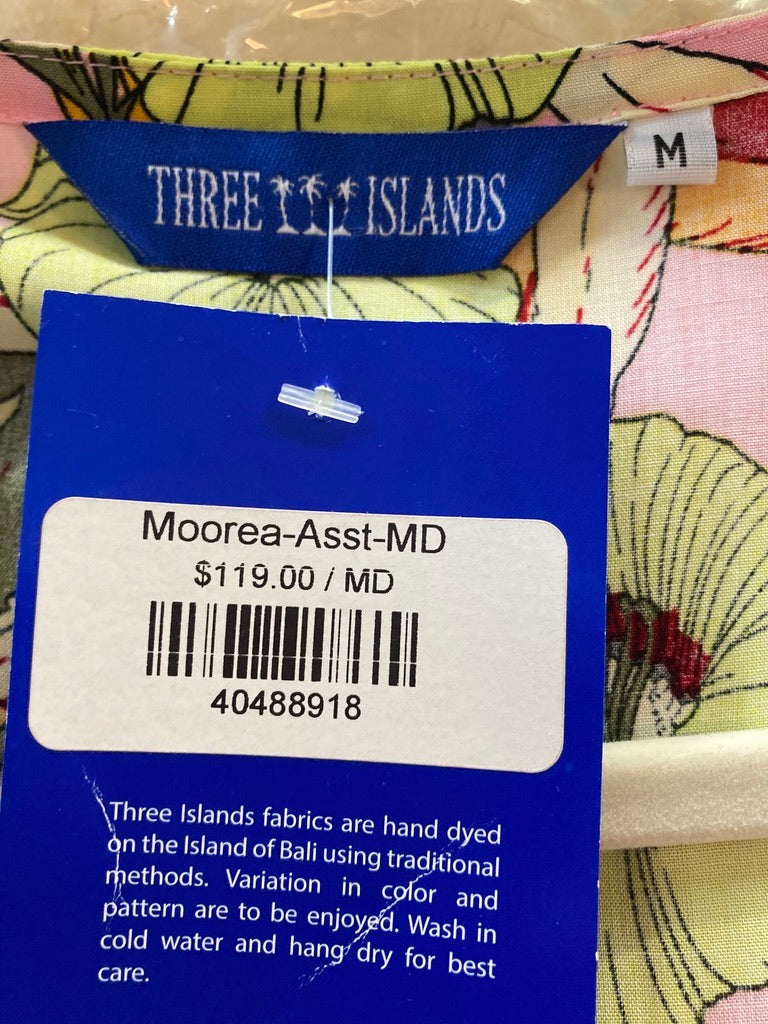 THREE ISLANDS
M
Moorea-Asst-MD
$119.00 / MD
40488918
Three Islands fabrics are hand dyed
on the Island of Bali using traditional
methods. Variation in color and
pattern are to be enjoyed. Wash in
cold water and hang dry for best
care.